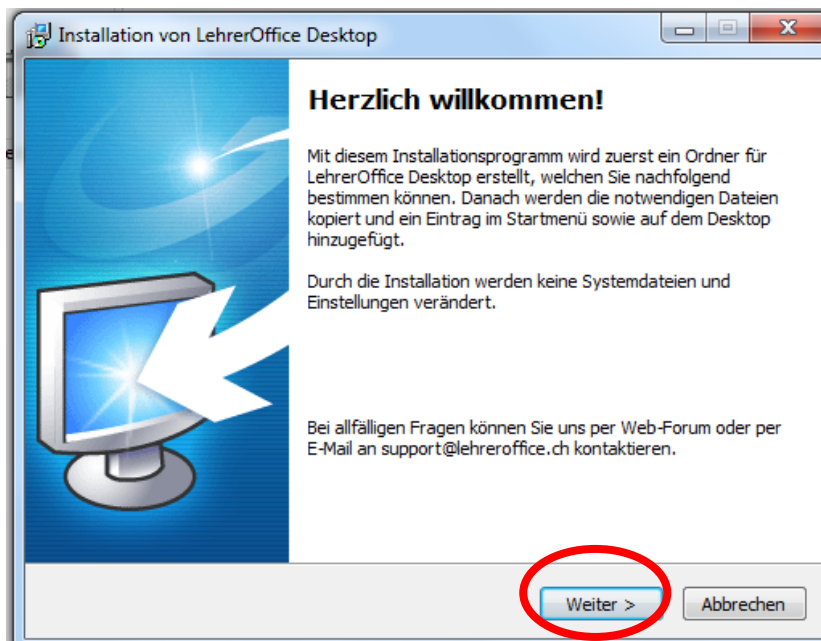 Installation von LehrerOffice Desktop
Herzlich willkommen!
Mit diesem Installationsprogramm wird zuerst ein Ordner für
LehrerOffice Desktop erstellt, welchen Sie nachfolgend
bestimmen können. Danach werden die notwendigen Dateien
kopiert und ein Eintrag im Startmenü sowie auf dem Desktop
hinzugefügt.
Durch die Installation werden keine Systemdateien und
Einstellungen verändert.
Bei allfälligen Fragen können Sie uns per Web-Forum oder per
E-Mail an support@lehreroffice.ch kontaktieren.
Weiter > Abbrechen